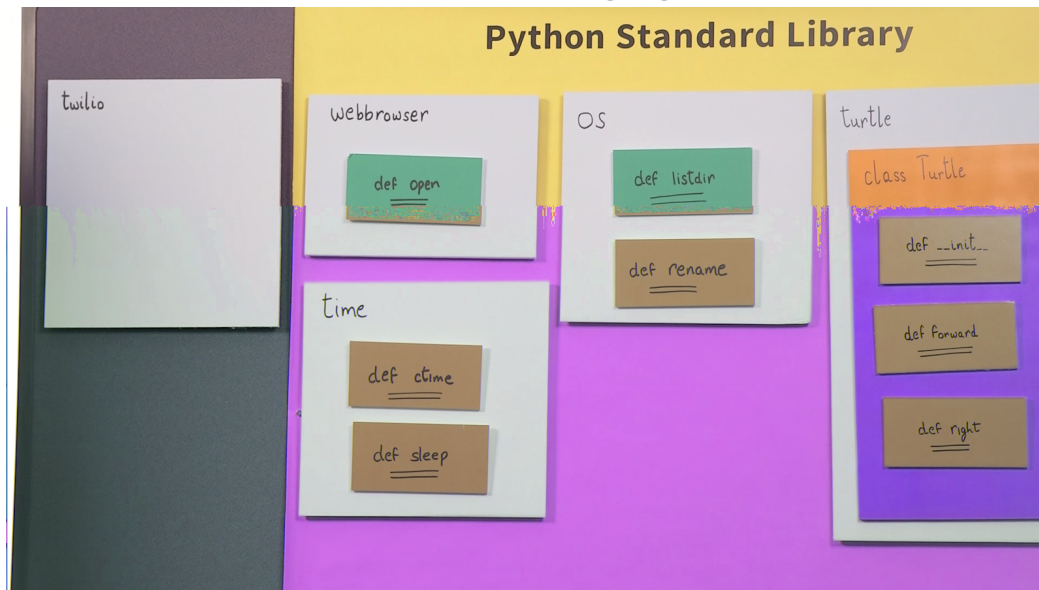 Python Standard Library
twilio
webbrowser
def open
time
def ctime
def sleep
OS
def listdir
def rename
turtle
class Turtle
def __init__
def forward
def right